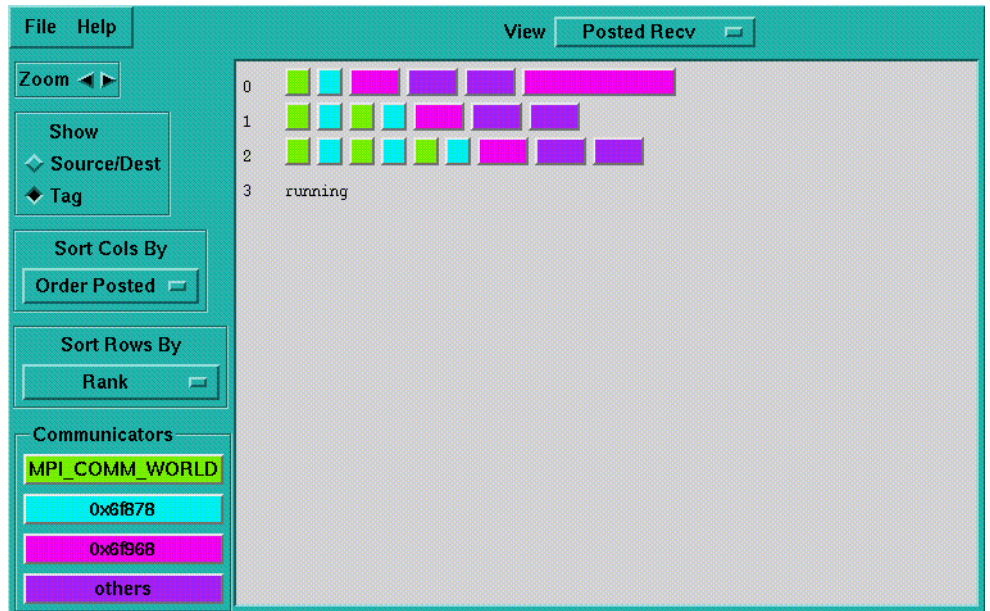 File Help
View Posted Recv
Zoom
0
1
2
3 running
Show
Source/Dest
Tag
Sort Cols By
Order Posted
Sort Rows By
Rank
Communicators
MPI_COMM_WORLD
0x6f878
0x6f968
others